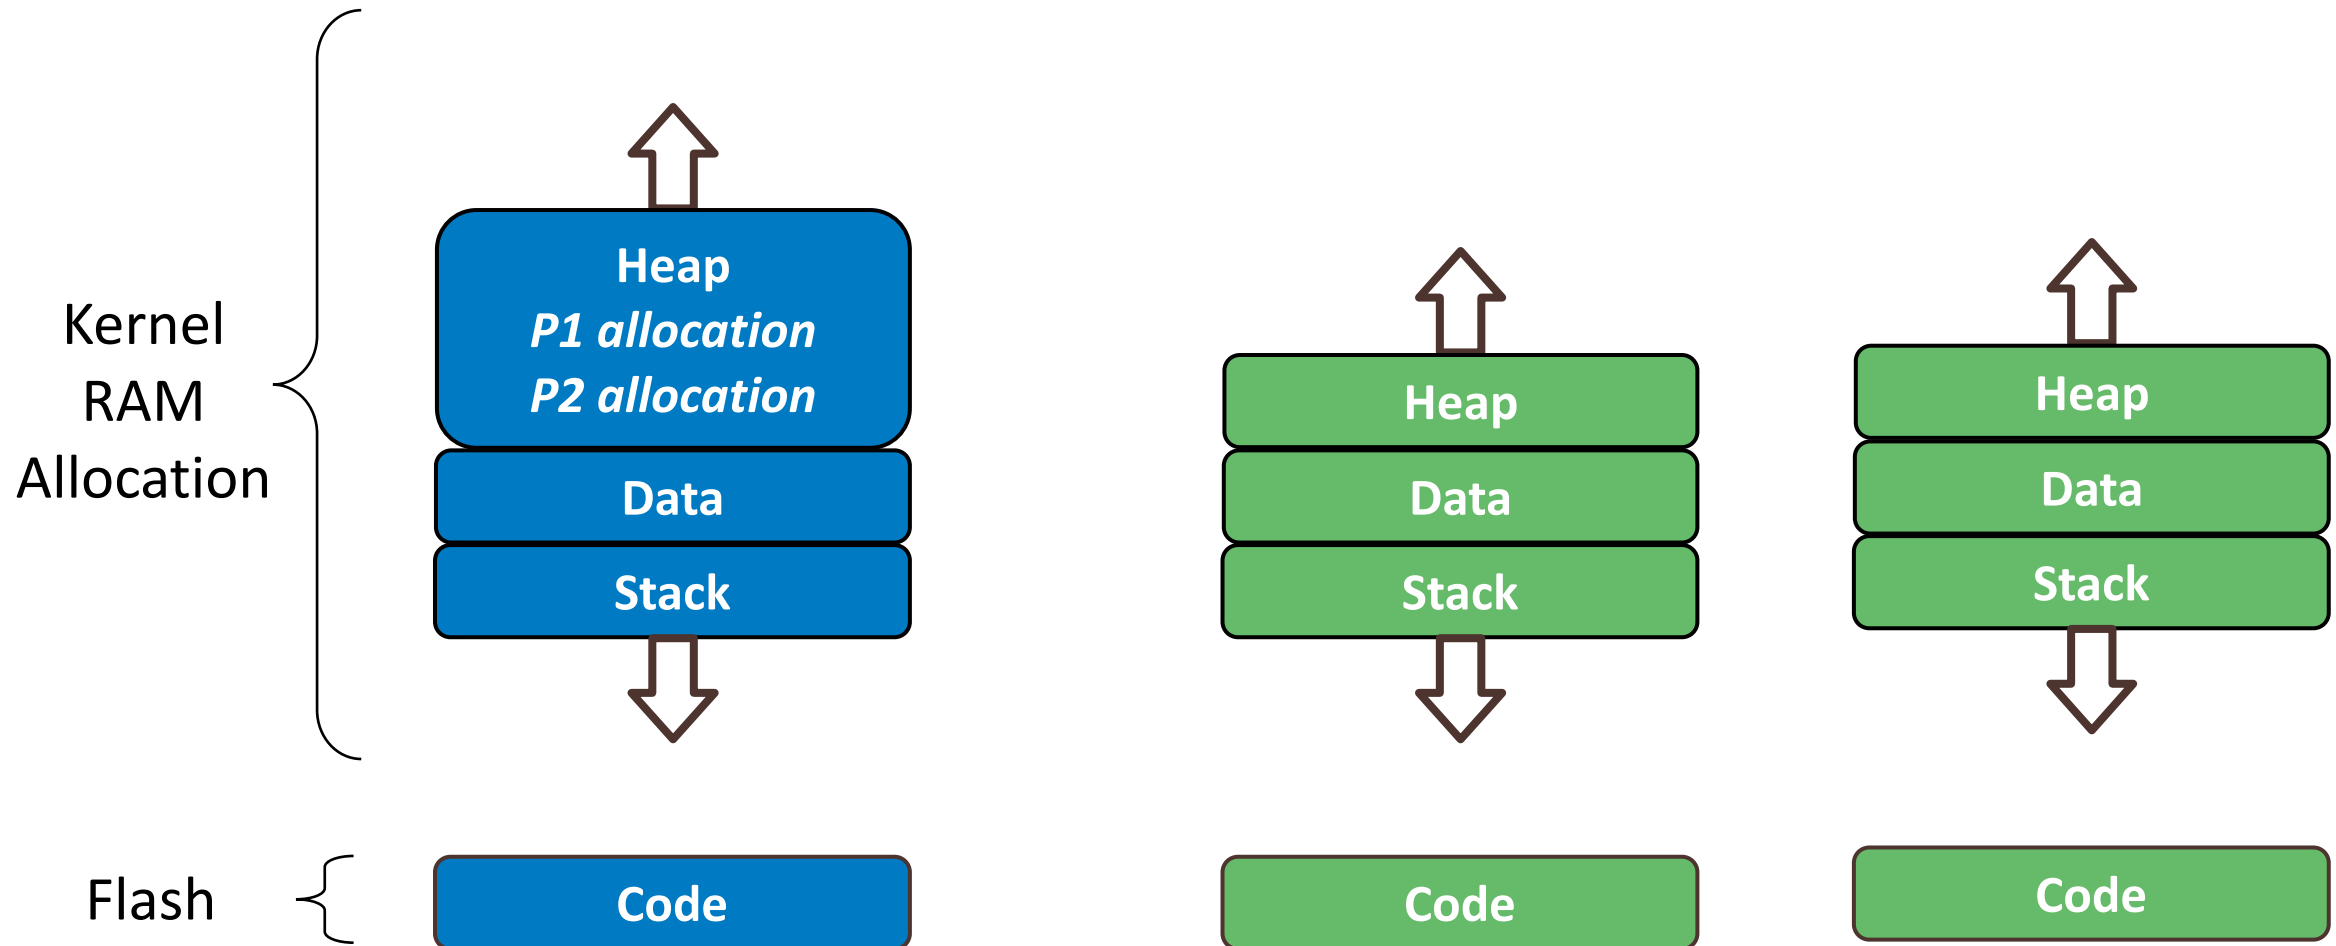 Kernel
RAM
Allocation
Heap
P1 allocation
P2 allocation
Data
Stack
Heap
Data
Stack
Heap
Data
Stack
Flash
Code
Code
Code